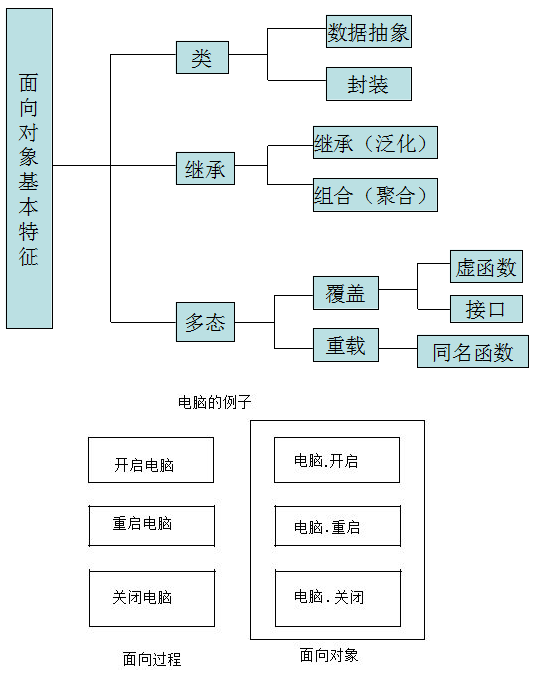 面向对象基本特征
类
数据抽象
封装
继承
继承（泛化）
组合（聚合）
多态
覆盖
虚函数
接口
重载
同名函数
电脑的例子
开启电脑
电脑.开启
重启电脑
电脑.重启
关闭电脑
电脑.关闭
面向过程
面向对象